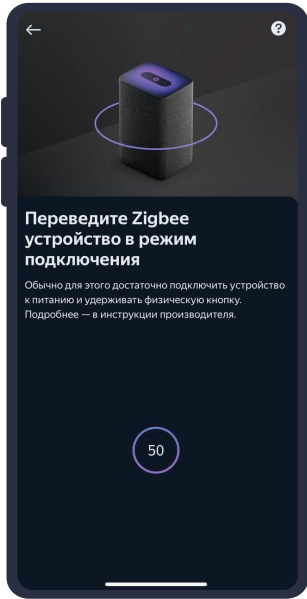 ?
Переведите Zigbee
устройство в режим
подключения
Обычно для этого достаточно подключить устройство
к питанию и удерживать физическую кнопку.
Подробнее — в инструкции производителя.
50